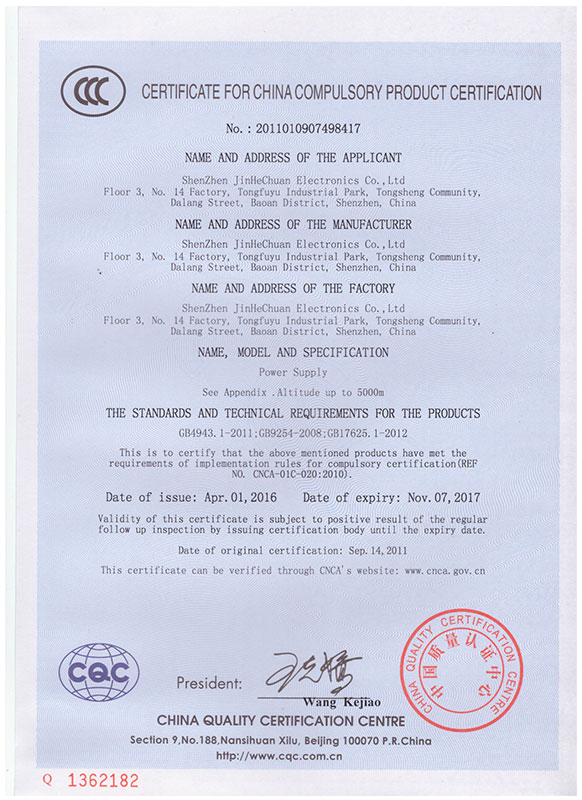 CCC
CERTIFICATE FOR CHINA COMPULSORY PRODUCT CERTIFICATION
No.: 2011010907498417
NAME AND ADDRESS OF THE APPLICANT
ShenZhen JinHeChuan Electronics Co.,Ltd
Floor 3, No. 14 Factory, Tongfuyu Industrial Park, Tongsheng Community,
Dalang Street, Baoan District, Shenzhen, China
NAME AND ADDRESS OF THE MANUFACTURER
ShenZhen JinHeChuan Electronics Co.,Ltd
Floor 3, No. 14 Factory, Tongfuyu Industrial Park, Tongsheng Community,
Dalang Street, Baoan District, Shenzhen, China
NAME AND ADDRESS OF THE FACTORY
ShenZhen JinHeChuan Electronics Co.,Ltd
Floor 3, No. 14 Factory, Tongfuyu Industrial Park, Tongsheng Community,
Dalang Street, Baoan District, Shenzhen, China
NAME, MODEL AND SPECIFICATION
Power Supply
See Appendix .Altitude up to 5000m
THE STANDARDS AND TECHNICAL REQUIREMENTS FOR THE PRODUCTS
GB4943.1-2011;GB9254-2008;GB17625.1-2012
This is to certify that the above mentioned products have met the
requirements of implementation rules for compulsory certification(REF
NO. CNCA-01C-020:2010).
Date of issue: Apr.01,2016 Date of expiry: Nov.07,2017
Validity of this certificate is subject to positive result of the regular
follow up inspection by issuing certification body until the expiry date.
Date of original certification: Sep.14,2011
This certificate can be verified through CNCA's website: www.cnca.gov.cn
CQC
President:
Wang Kejiao
CHINA QUALITY CERTIFICATION CENTRE
中国质量认证中心
CHINA QUALITY CERTIFICATION CENTRE
Section 9,No.188,Nansihuan Xilu, Beijing 100070 P.R.China
http://www.cqc.com.cn
Q 1362182